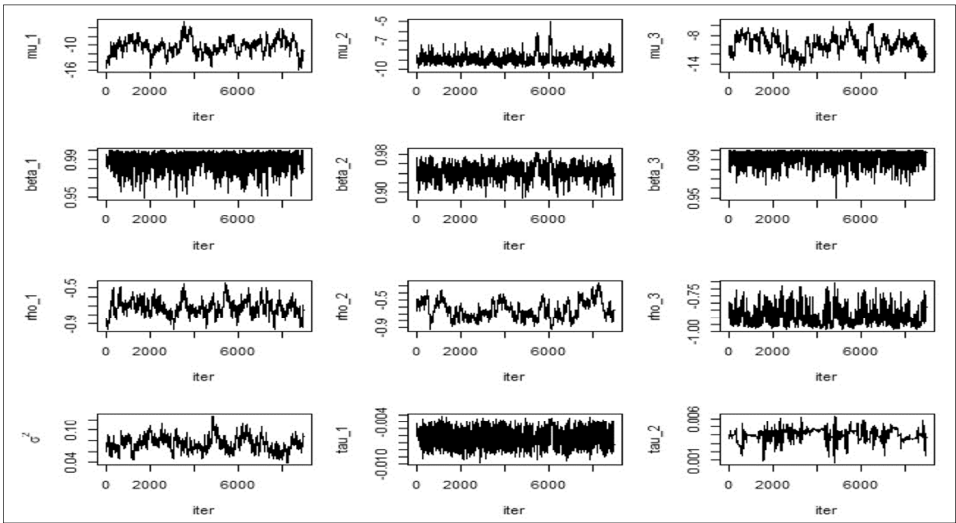 mu_1
-10
-16
0 2000 6000
iter
mu_2
-5
-7
-10
0 2000 6000
iter
mu_3
-8
-14
0 2000 6000
iter
beta_1
0.99
0.95
0 2000 6000
iter
beta_2
0.98
0.90
0 2000 6000
iter
beta_3
0.99
0.95
0 2000 6000
iter
rho_1
-0.5
-0.9
0 2000 6000
iter
rho_2
-0.5
-0.9
0 2000 6000
iter
rho_3
-0.75
-1.00
0 2000 6000
iter
σ²
0.10
0.04
0 2000 6000
iter
tau_1
-0.004
-0.010
0 2000 6000
iter
tau_2
0.006
0.001
0 2000 6000
iter